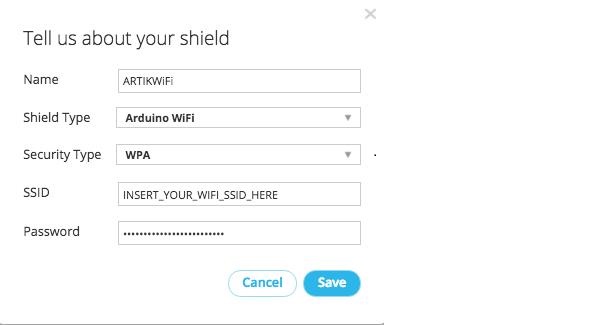 Tell us about your shield
Name
ARTIKWiFi
Shield Type
Arduino WiFi
Security Type
WPA
SSID
INSERT_YOUR_WIFI_SSID_HERE
Password
•••••••••••••••••••••••••
Cancel
Save